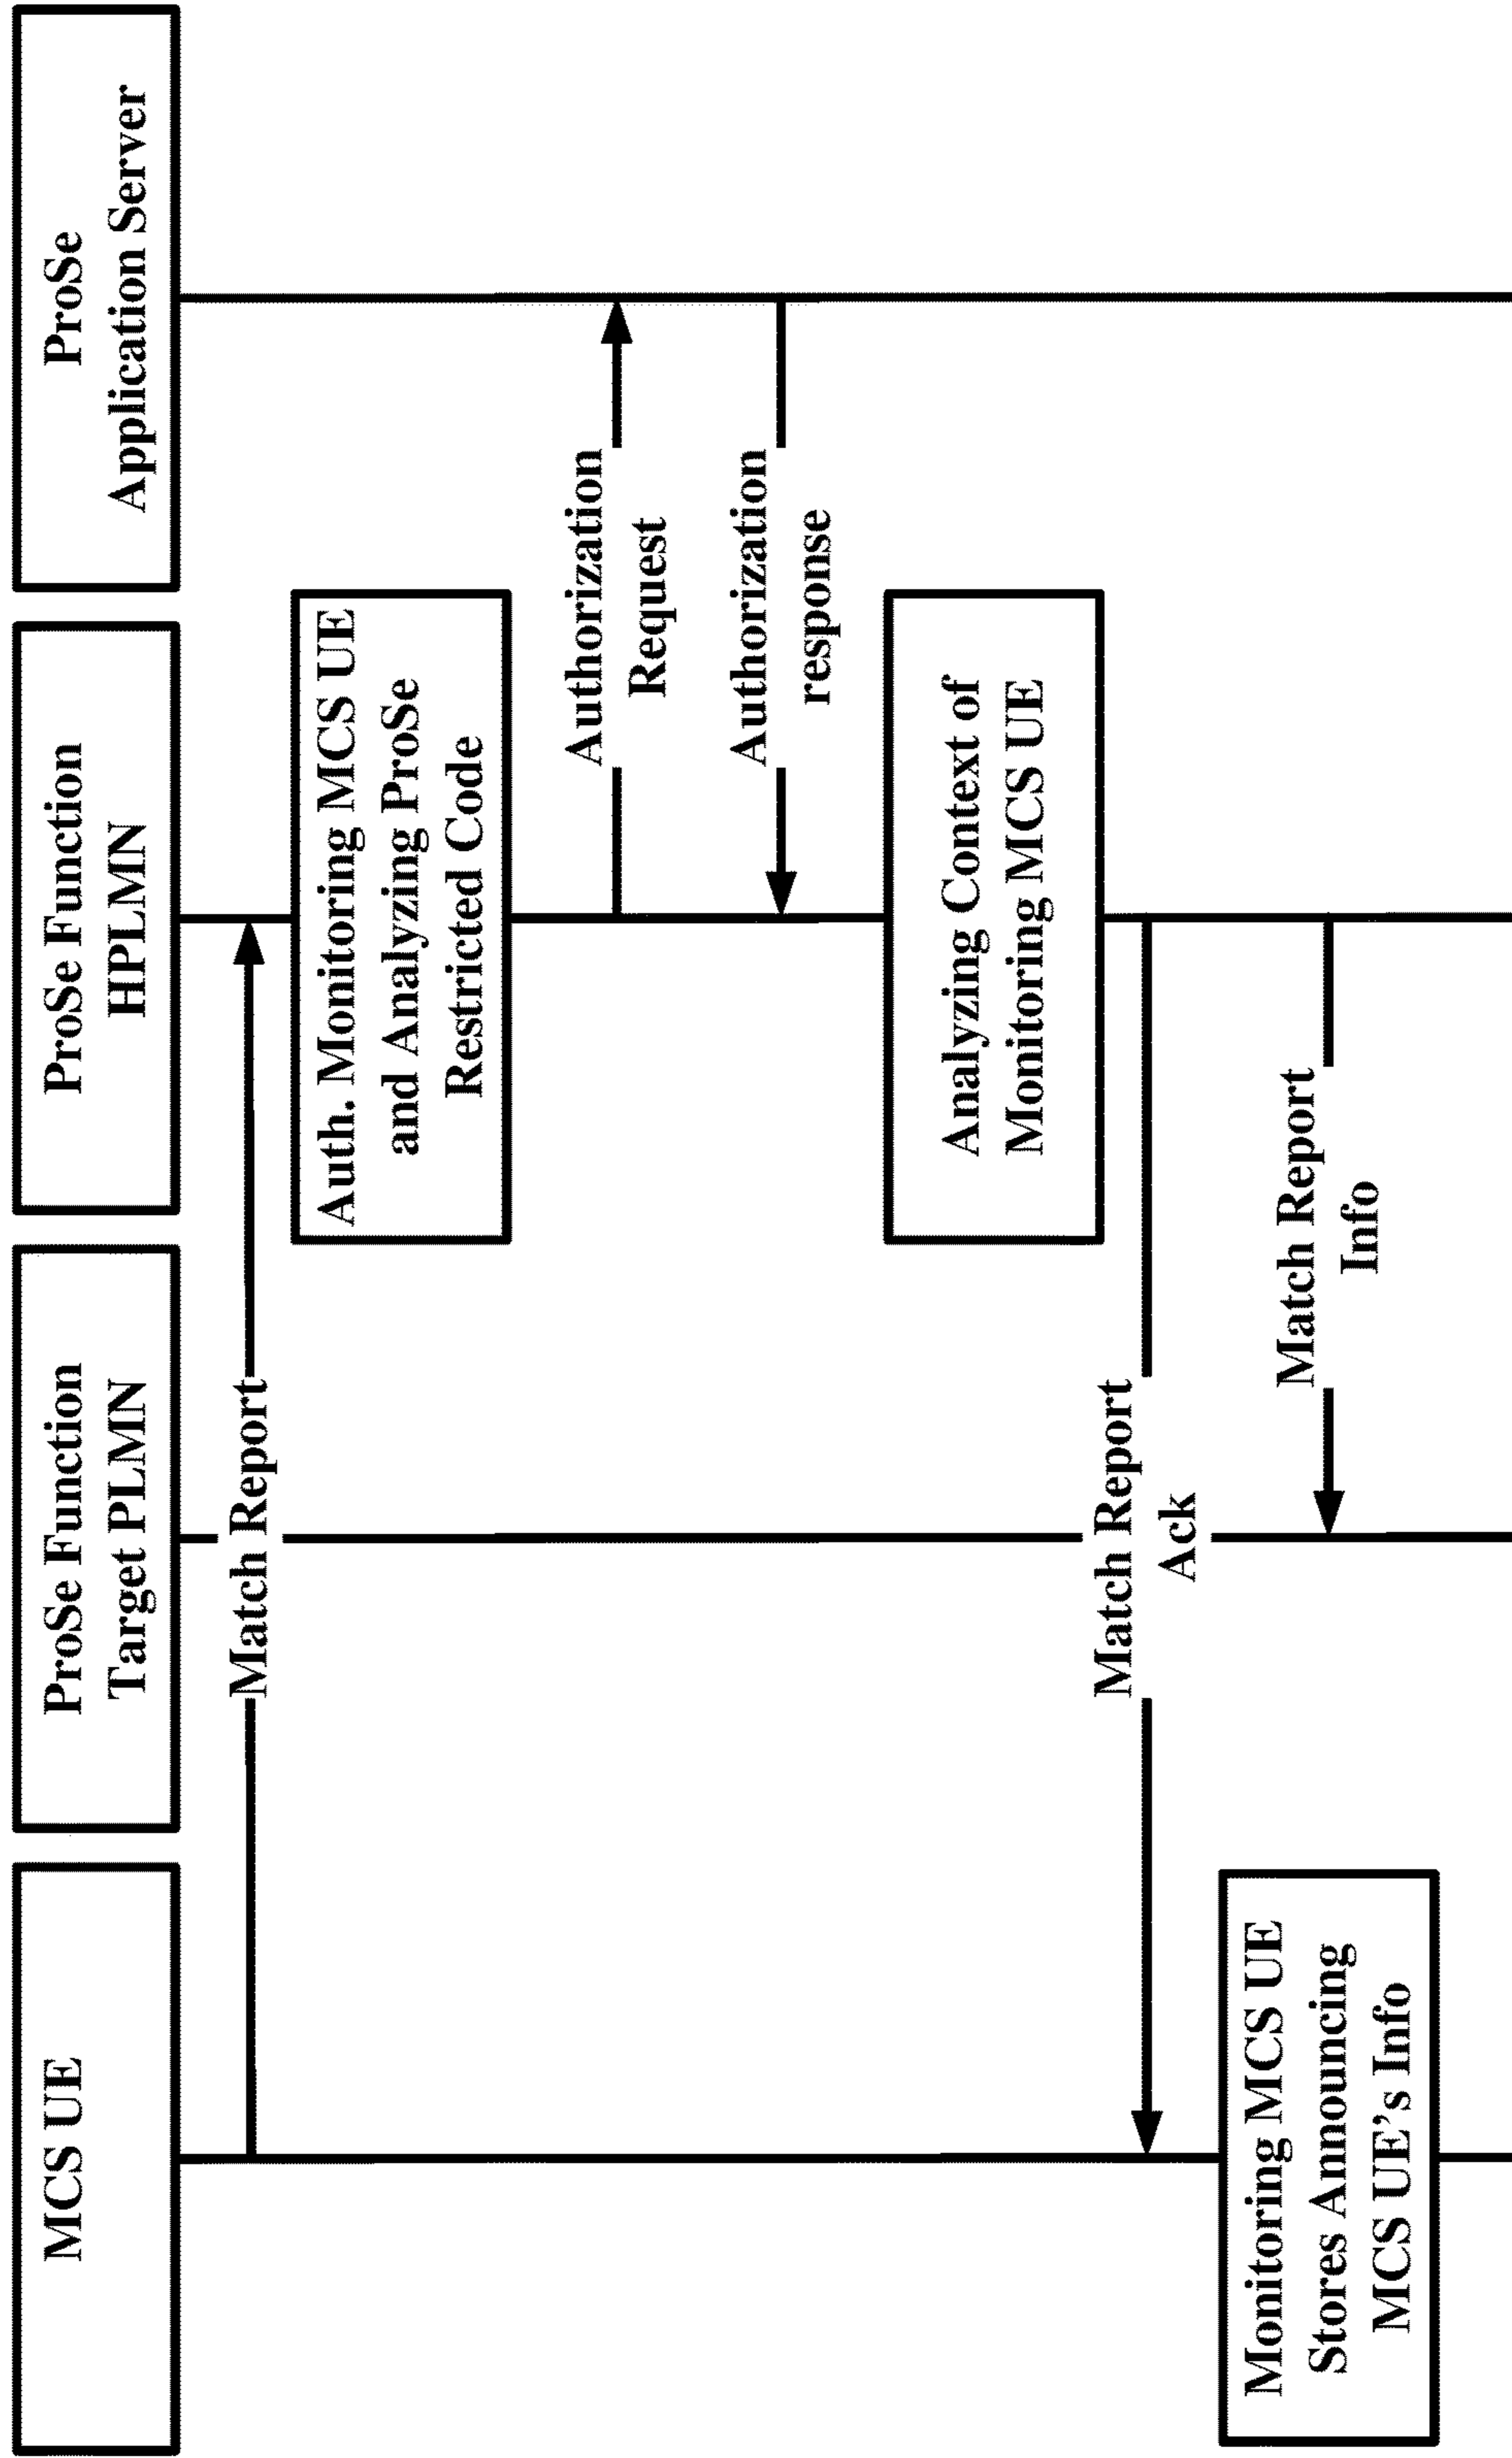 MCS UE
ProSe Function
Target PLMN
ProSe Function
HPLMN
ProSe
Application Server
Match Report
Auth. Monitoring MCS UE
and Analyzing ProSe
Restricted Code
Authorization
Request
Authorization
response
Analyzing Context of
Monitoring MCS UE
Match Report
Ack
Monitoring MCS UE
Stores Announcing
MCS UE’s Info
Match Report
Info